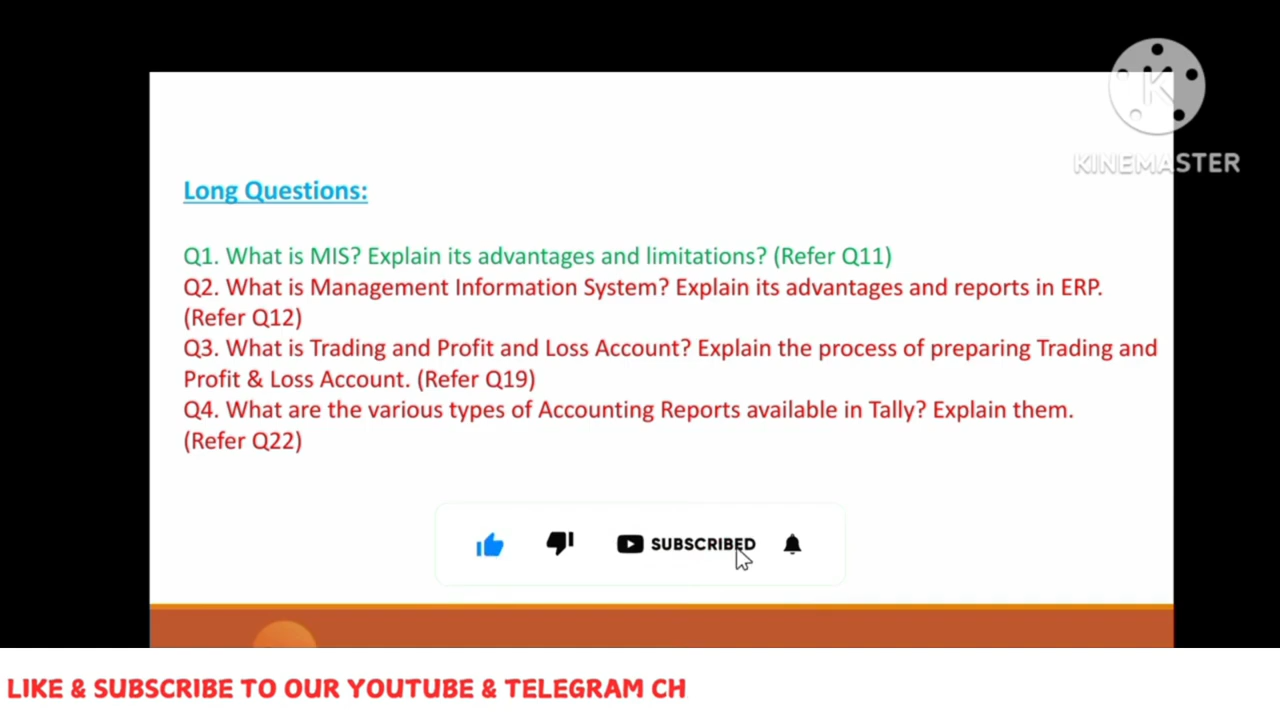 K
KINEMASTER
Long Questions:
Q1. What is MIS? Explain its advantages and limitations? (Refer Q11)
Q2. What is Management Information System? Explain its advantages and reports in ERP.
(Refer Q12)
Q3. What is Trading and Profit and Loss Account? Explain the process of preparing Trading and
Profit & Loss Account. (Refer Q19)
Q4. What are the various types of Accounting Reports available in Tally? Explain them.
(Refer Q22)
SUBSCRIBED
LIKE & SUBSCRIBE TO OUR YOUTUBE & TELEGRAM CH